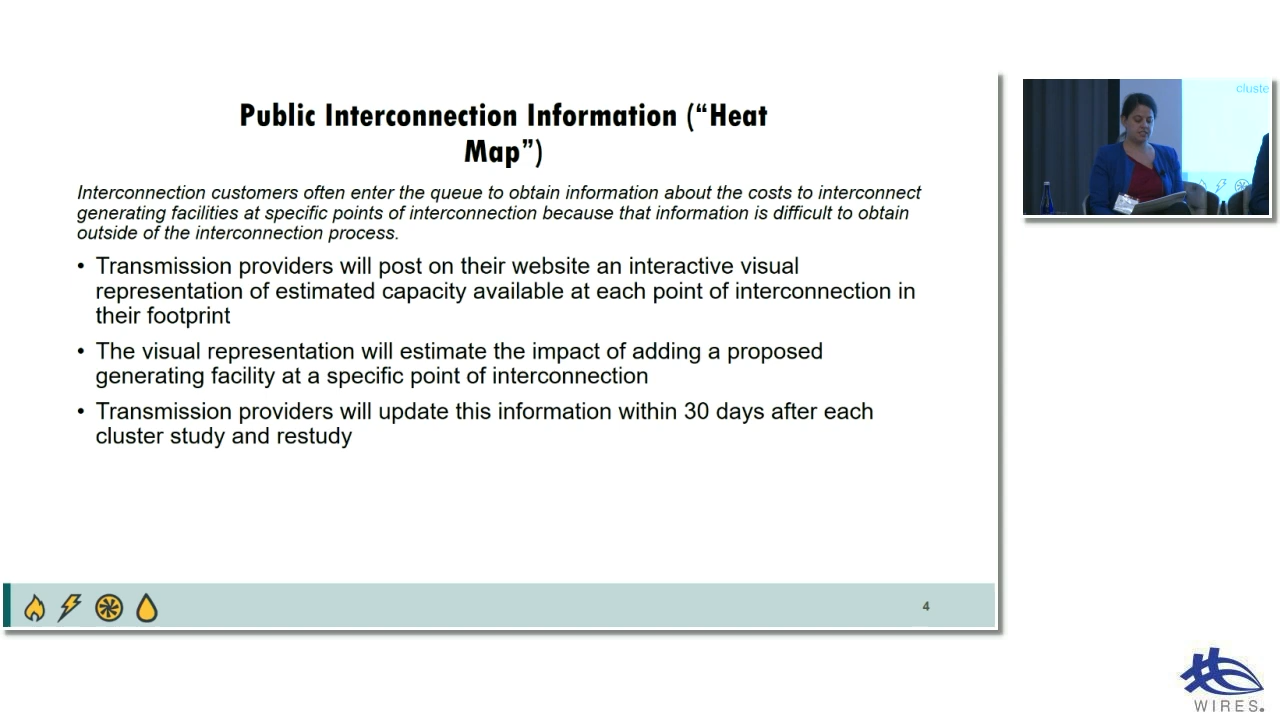 Public Interconnection Information (“Heat
Map”)
Interconnection customers often enter the queue to obtain information about the costs to interconnect
generating facilities at specific points of interconnection because that information is difficult to obtain
outside of the interconnection process.
• Transmission providers will post on their website an interactive visual
representation of estimated capacity available at each point of interconnection in
their footprint
• The visual representation will estimate the impact of adding a proposed
generating facility at a specific point of interconnection
• Transmission providers will update this information within 30 days after each
cluster study and restudy
4
cluste
WIRES.